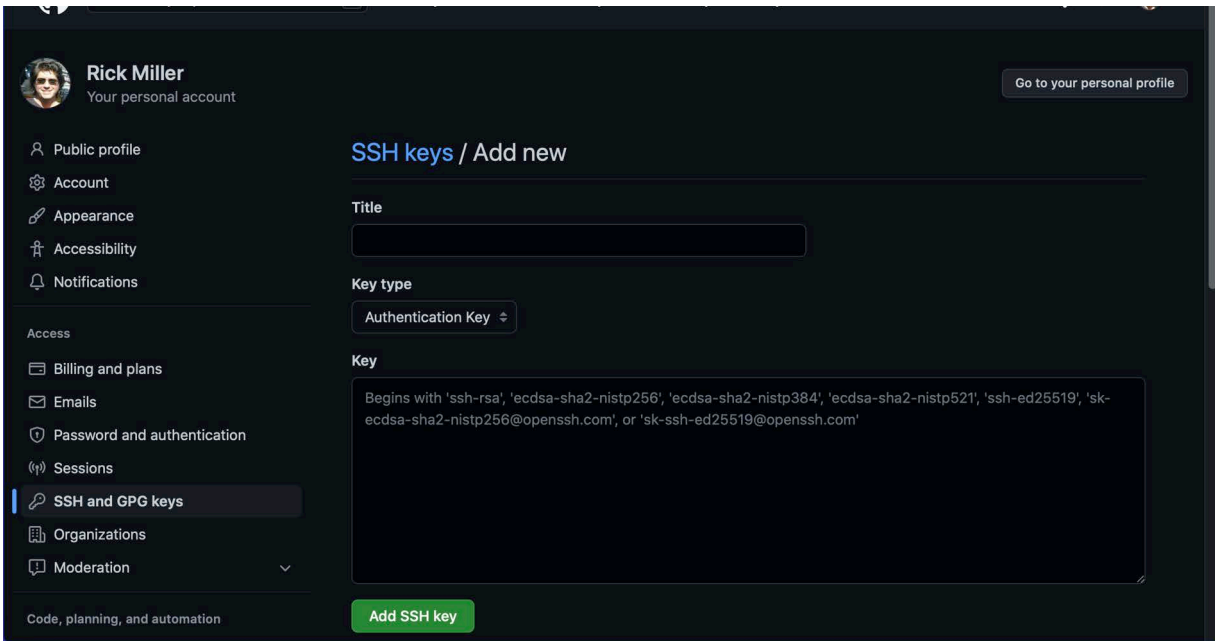 Rick Miller
Your personal account
Go to your personal profile
Public profile
Account
Appearance
Accessibility
Notifications
Access
Billing and plans
Emails
Password and authentication
Sessions
SSH and GPG keys
Organizations
Moderation
Code, planning, and automation
SSH keys / Add new
Title
Key type
Authentication Key
Key
Begins with 'ssh-rsa', 'ecdsa-sha2-nistp256', 'ecdsa-sha2-nistp384', 'ecdsa-sha2-nistp521', 'ssh-ed25519', 'sk-
ecdsa-sha2-nistp256@openssh.com', or 'sk-ssh-ed25519@openssh.com'
Add SSH key